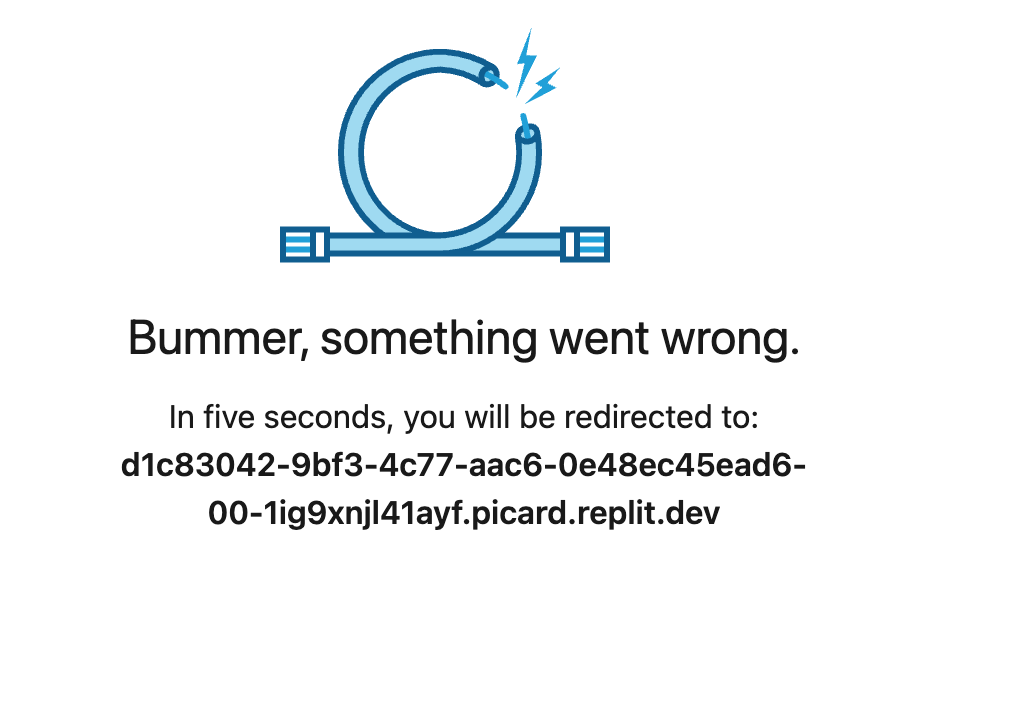 Bummer, something went wrong.
In five seconds, you will be redirected to:
d1c83042-9bf3-4c77-aac6-0e48ec45ead6-
00-1ig9xnjl41ayf.picard.replit.dev